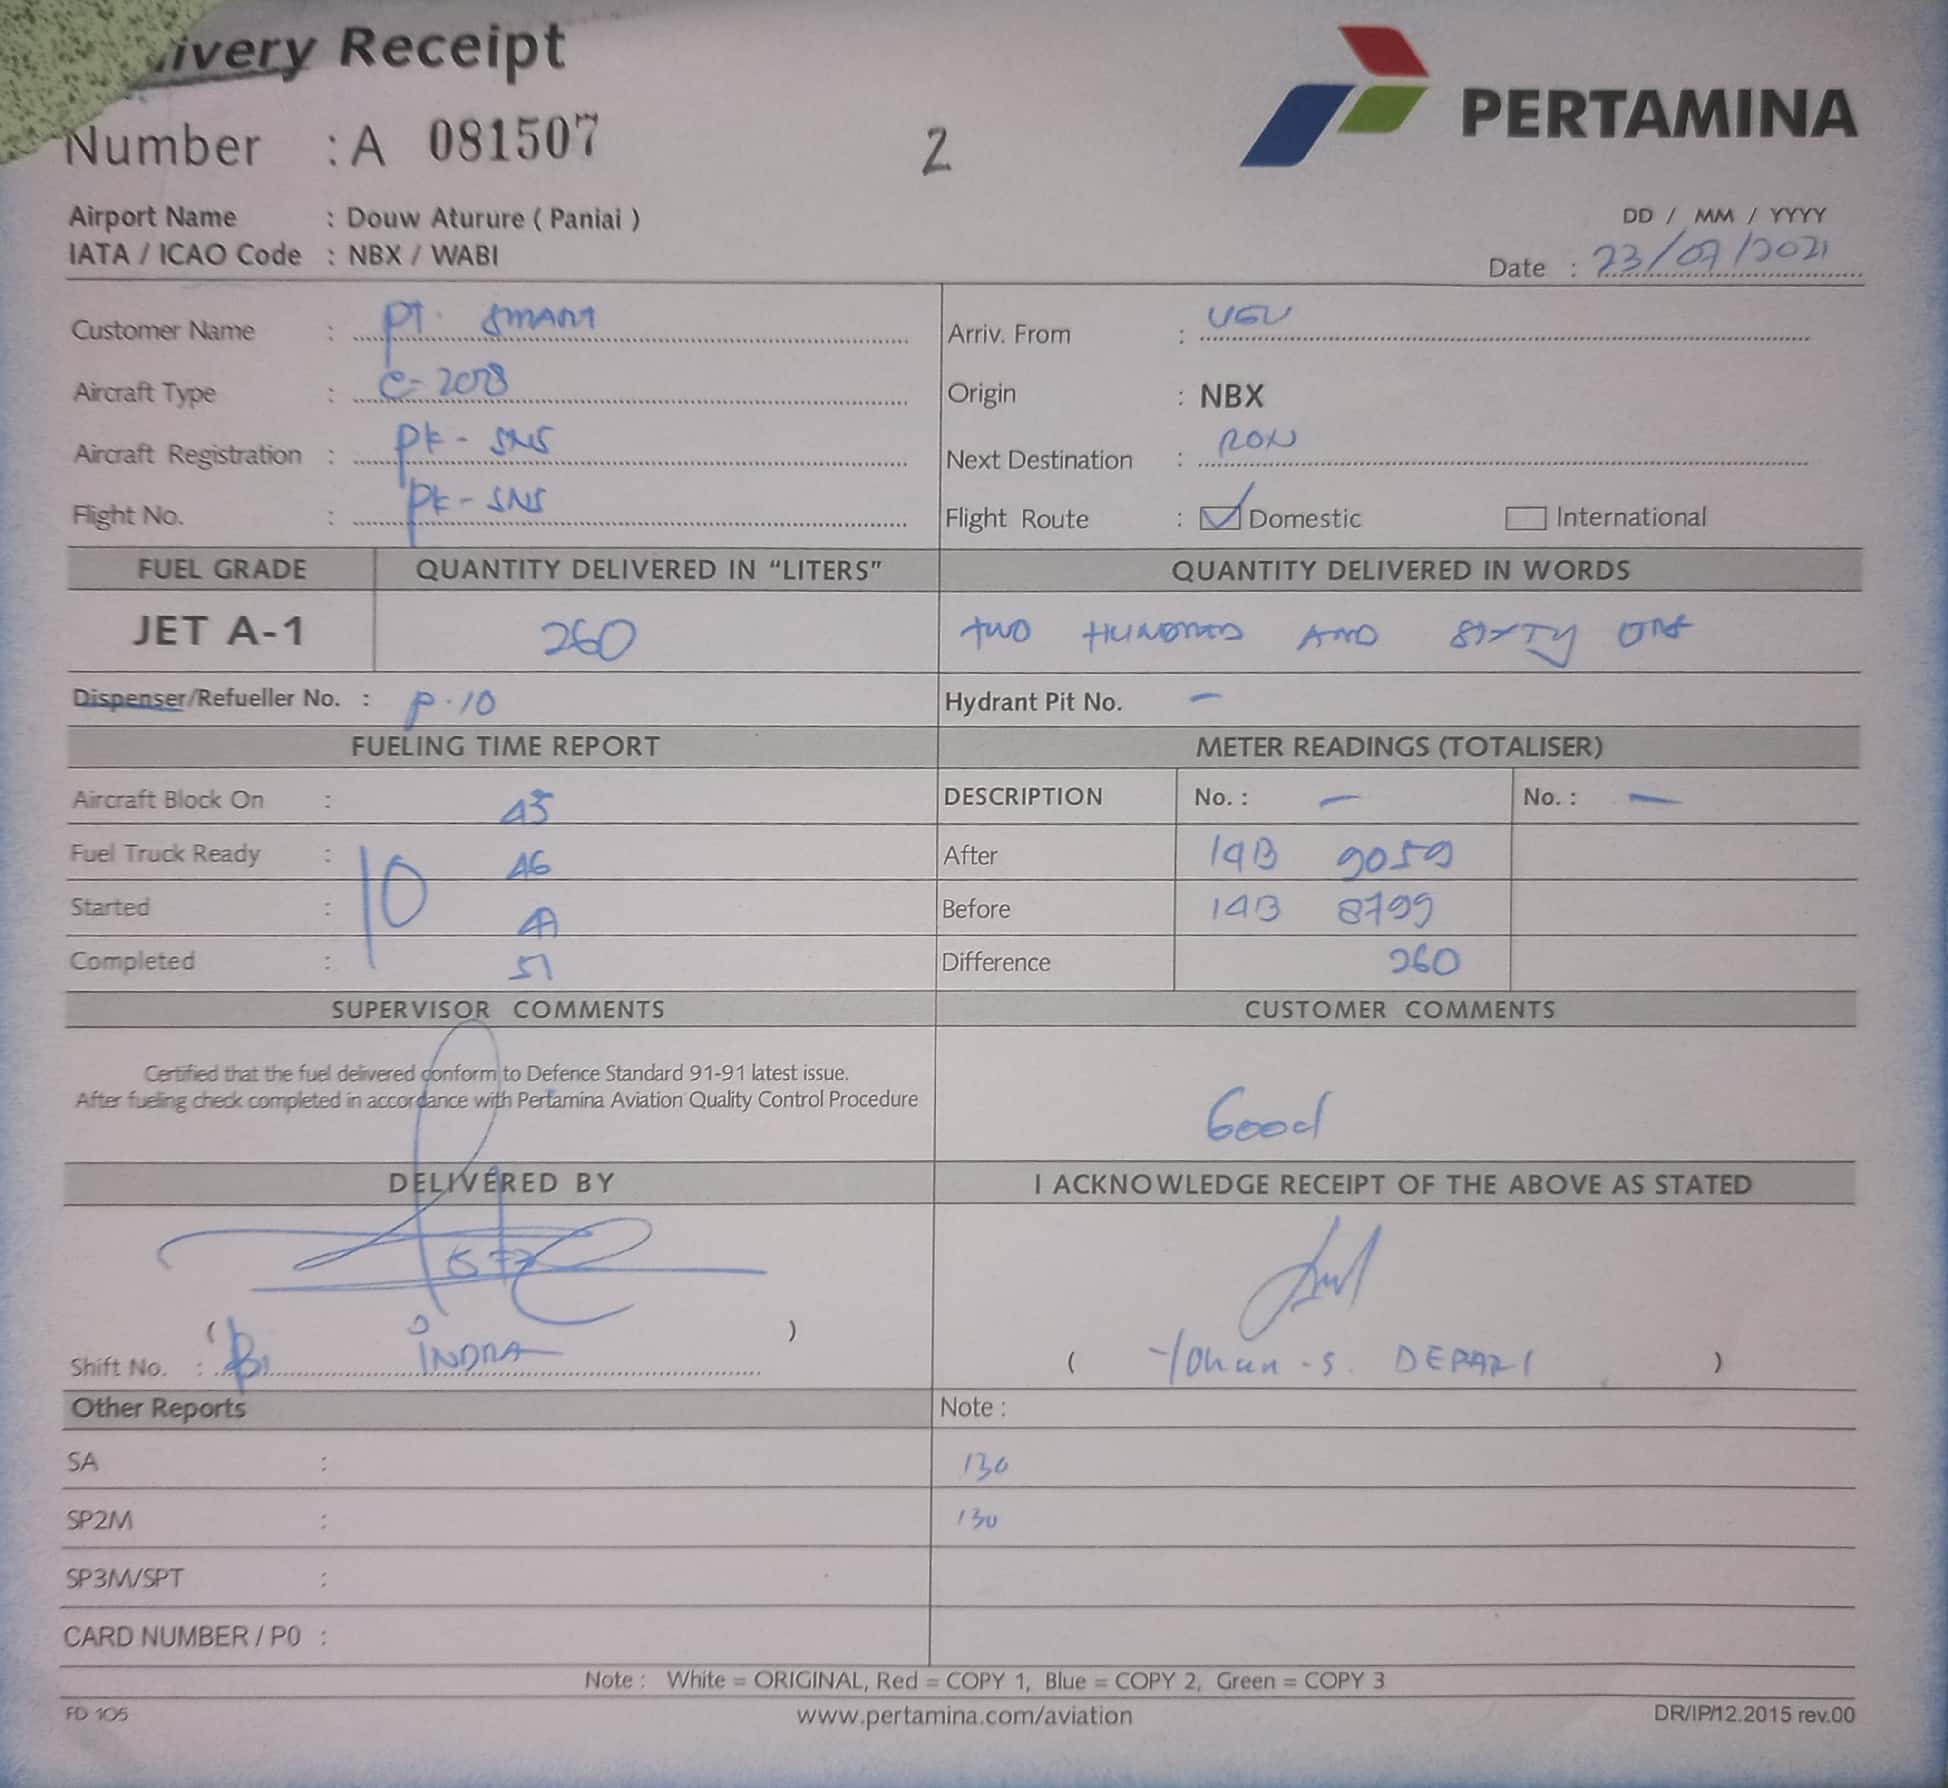 ivery Receipt
PERTAMINA
Number : A 081507
2
Airport Name : Douw Aturure ( Paniai )
IATA / ICAO Code : NBX / WABI
DD / MM / YYYY
Date : 23/07/2021
Customer Name : PT. SMART
Arriv. From : UGU
Aircraft Type : C-208B
Origin : NBX
Aircraft Registration : PK-SNS
Next Destination : RON
Flight No. : PK-SNS
Flight Route : Domestic International
FUEL GRADE QUANTITY DELIVERED IN "LITERS" QUANTITY DELIVERED IN WORDS
JET A-1 260 TWO HUNDRED AND SIXTY ONE
Dispenser/Refueller No. : P.10 Hydrant Pit No. -
FUELING TIME REPORT METER READINGS (TOTALISER)
Aircraft Block On : 45 DESCRIPTION No. : - No. : -
Fuel Truck Ready : 46 After 143 9059
10
Started : Before 143 8799
Completed : 51 Difference 260
SUPERVISOR COMMENTS CUSTOMER COMMENTS
Certified that the fuel delivered conform to Defence Standard 91-91 latest issue.
After fueling check completed in accordance with Pertamina Aviation Quality Control Procedure
Good
DELIVERED BY I ACKNOWLEDGE RECEIPT OF THE ABOVE AS STATED
( )
Shift No. : INDRA
( Yohan .S. DEPARI )
Other Reports Note :
SA : 130
SP2M : 130
SP3M/SPT :
CARD NUMBER / P0 :
Note : White = ORIGINAL, Red = COPY 1, Blue = COPY 2, Green = COPY 3
FD 105 www.pertamina.com/aviation DR/IP/12.2015 rev.00